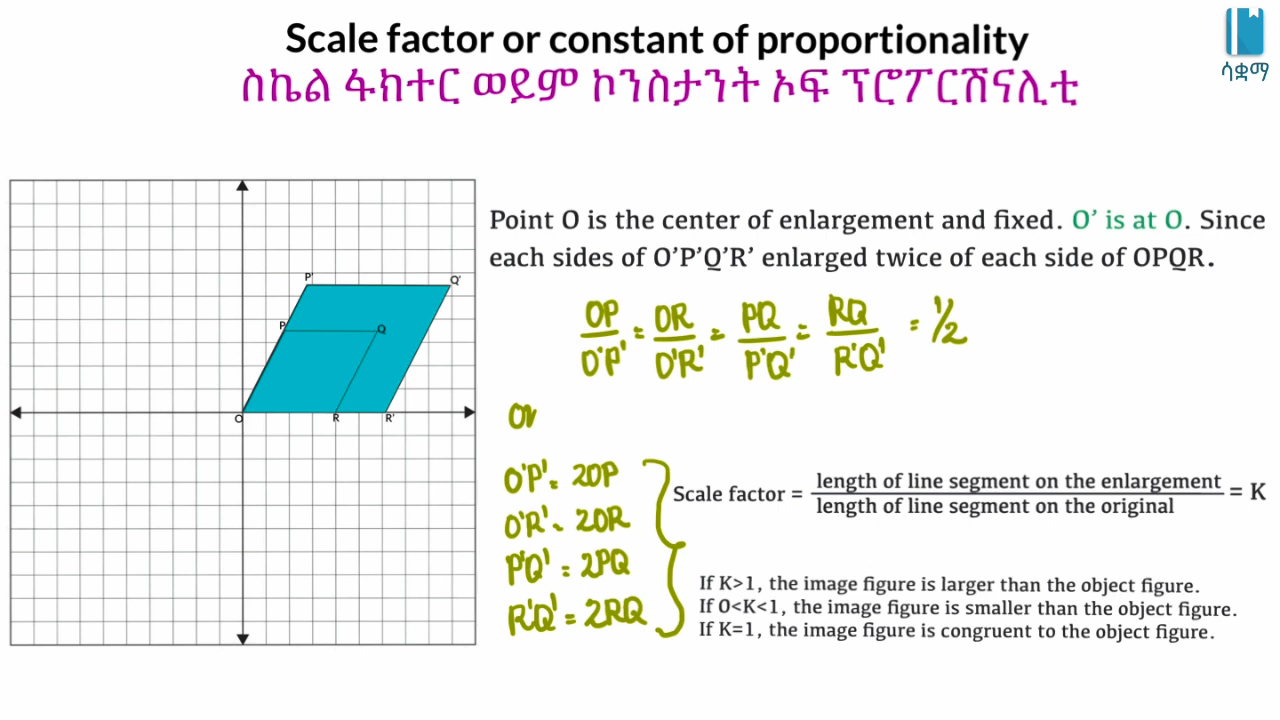 Scale factor or constant of proportionality
ስኬል ፋክተር ወይም ኮንስታንት ኦፍ ፕሮፖርሽናሊቲ
ሳቋማ
P'
Q'
P
Q
O
R
R'
Point O is the center of enlargement and fixed. O’ is at O. Since
each sides of O’P’Q’R’ enlarged twice of each side of OPQR.
OP/O'P' = OR/O'R' = PQ/P'Q' = RQ/R'Q' = 1/2
or
O'P' = 2OP
O'R' = 2OR
P'Q' = 2PQ
R'Q' = 2RQ
Scale factor = length of line segment on the enlargement / length of line segment on the original = K
If K>1, the image figure is larger than the object figure.
If 0<K<1, the image figure is smaller than the object figure.
If K=1, the image figure is congruent to the object figure.